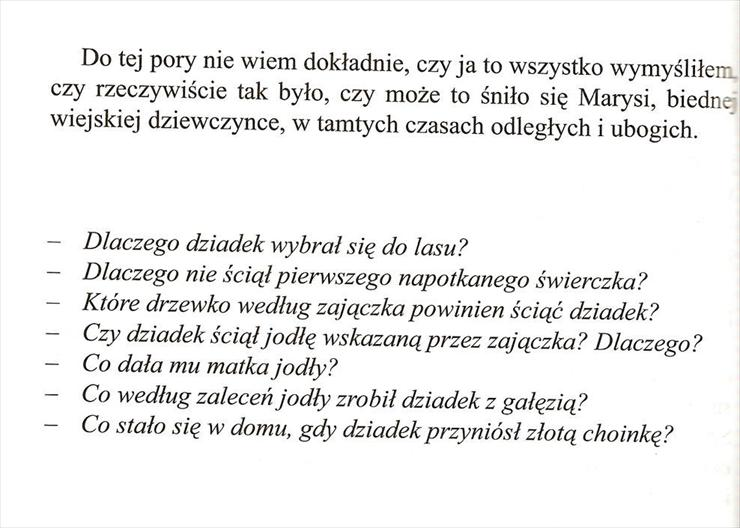 Do tej pory nie wiem dokładnie, czy ja to wszystko wymyśliłem,
czy rzeczywiście tak było, czy może to śniło się Marysi, biednej
wiejskiej dziewczynce, w tamtych czasach odległych i ubogich.
– Dlaczego dziadek wybrał się do lasu?
– Dlaczego nie ściął pierwszego napotkanego świerczka?
– Które drzewko według zajączka powinien ściąć dziadek?
– Czy dziadek ściął jodłę wskazaną przez zajączka? Dlaczego?
– Co dała mu matka jodły?
– Co według zaleceń jodły zrobił dziadek z gałęzią?
– Co stało się w domu, gdy dziadek przyniósł złotą choinkę?